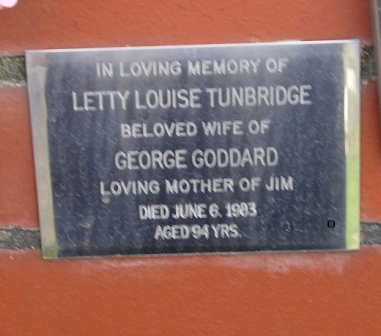 IN LOVING MEMORY OF
LETTY LOUISE TUNBRIDGE
BELOVED WIFE OF
GEORGE GODDARD
LOVING MOTHER OF JIM
DIED JUNE 6, 1983
AGED 94 YRS.